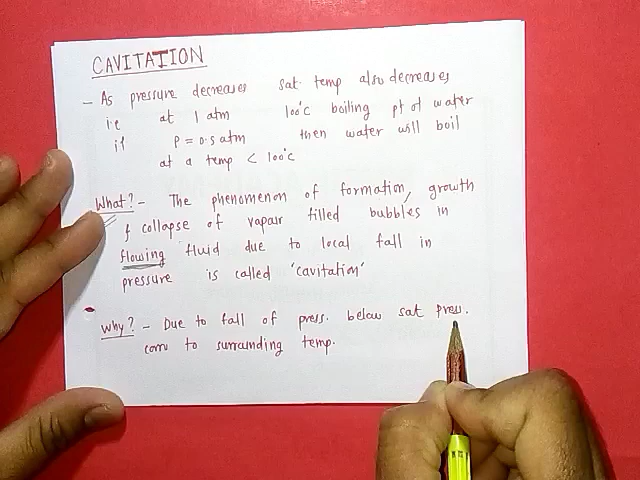 CAVITATION
- As pressure decreases sat. temp also decreases
i.e at 1 atm 100°c boiling pt of water
if P = 0.5 atm then water will boil
at a temp < 100°c
What? - The phenomenon of formation, growth
& collapse of vapair filled bubbles in
flowing fluid due to local fall in
pressure is called 'cavitation'
Why? - Due to fall of press. below sat press.
corrs to surrounding temp.